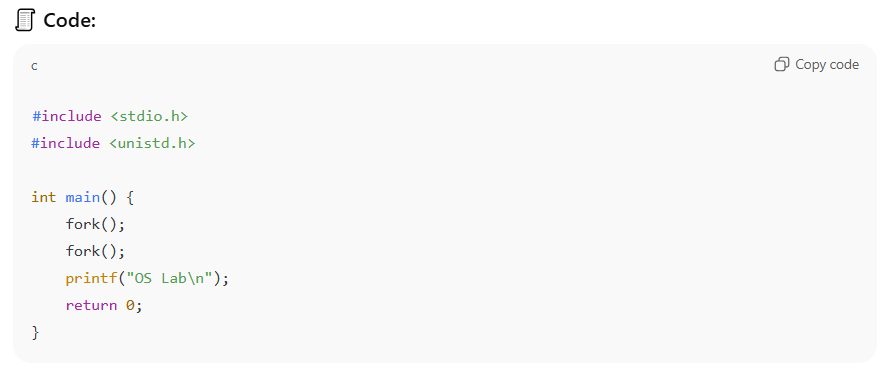 Code:
c
Copy code
#include <stdio.h>
#include <unistd.h>
int main() {
    fork();
    fork();
    printf("OS Lab\n");
    return 0;
}